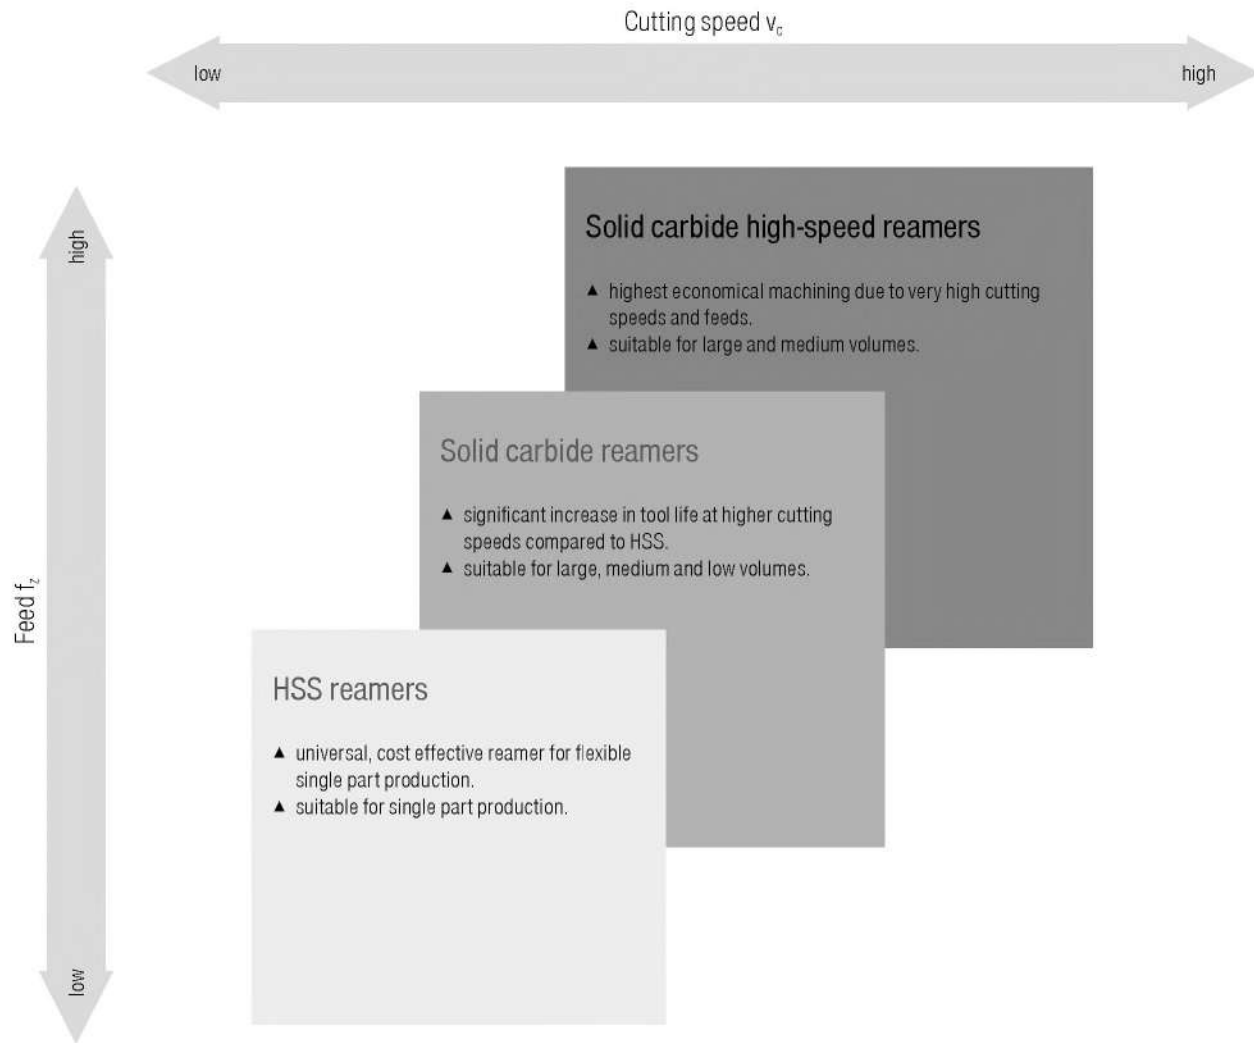 Cutting speed v_c
low
high
high
Feed f_z
low
Solid carbide high-speed reamers
▲ highest economical machining due to very high cutting
speeds and feeds.
▲ suitable for large and medium volumes.
Solid carbide reamers
▲ significant increase in tool life at higher cutting
speeds compared to HSS.
▲ suitable for large, medium and low volumes.
HSS reamers
▲ universal, cost effective reamer for flexible
single part production.
▲ suitable for single part production.